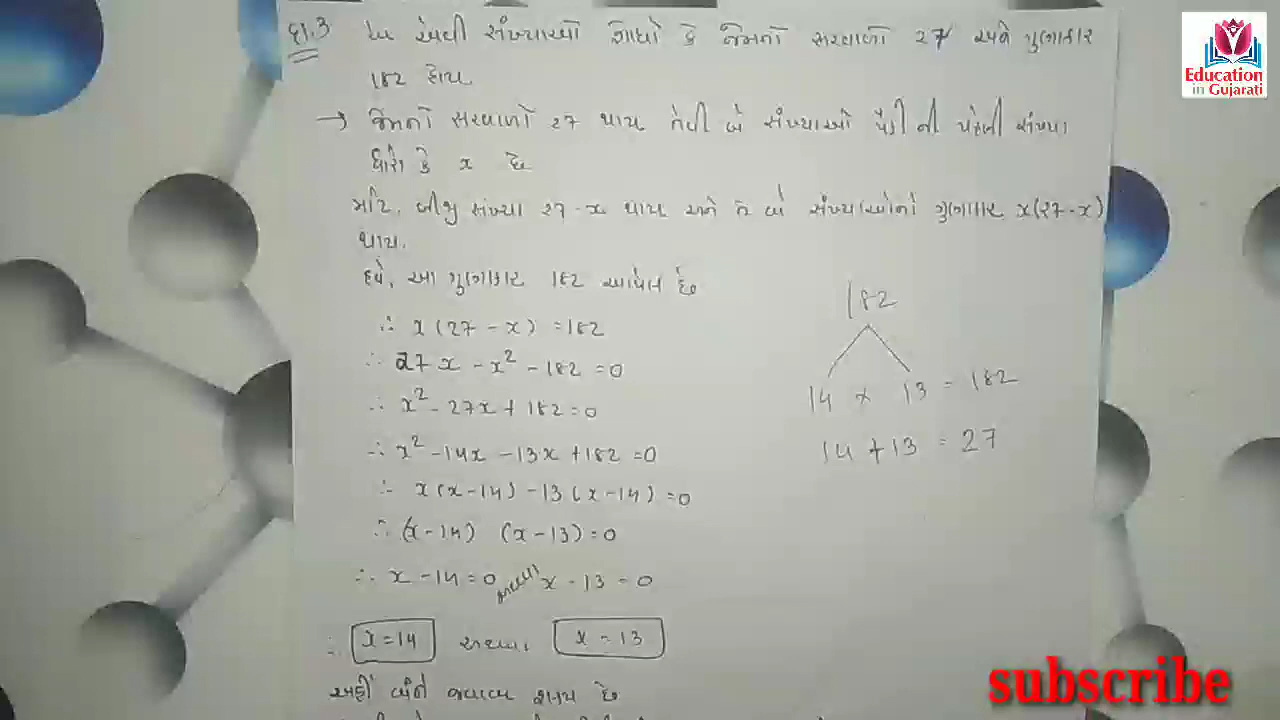 દા.3 બે એવી સંખ્યાઓ શોધો કે જેમનો સરવાળો 27 અને ગુણાકાર
182 હોય
→ જેમનો સરવાળો 27 થાય તેવી બે સંખ્યાઓ પૈકી ની પહેલી સંખ્યા
ધારો કે x છે
માટે, બીજી સંખ્યા 27-x થાય અને તે બે સંખ્યાઓનો ગુણાકાર x(27-x)
થાય.
હવે, આ ગુણાકાર 182 આપેલ છે
∴ x(27-x) =182
∴ 27x - x² - 182 =0
∴ x² - 27x + 182 =0
∴ x² -14x -13x +182 =0
∴ x(x-14) -13(x-14) =0
∴ (x-14) (x-13) =0
∴ x -14 =0 અથવા x - 13 = 0
∴ x=14 અથવા x = 13
અહીં બંને જવાબ શક્ય છે
182
14 × 13 = 182
14 + 13 = 27
Education
in Gujarati
subscribe